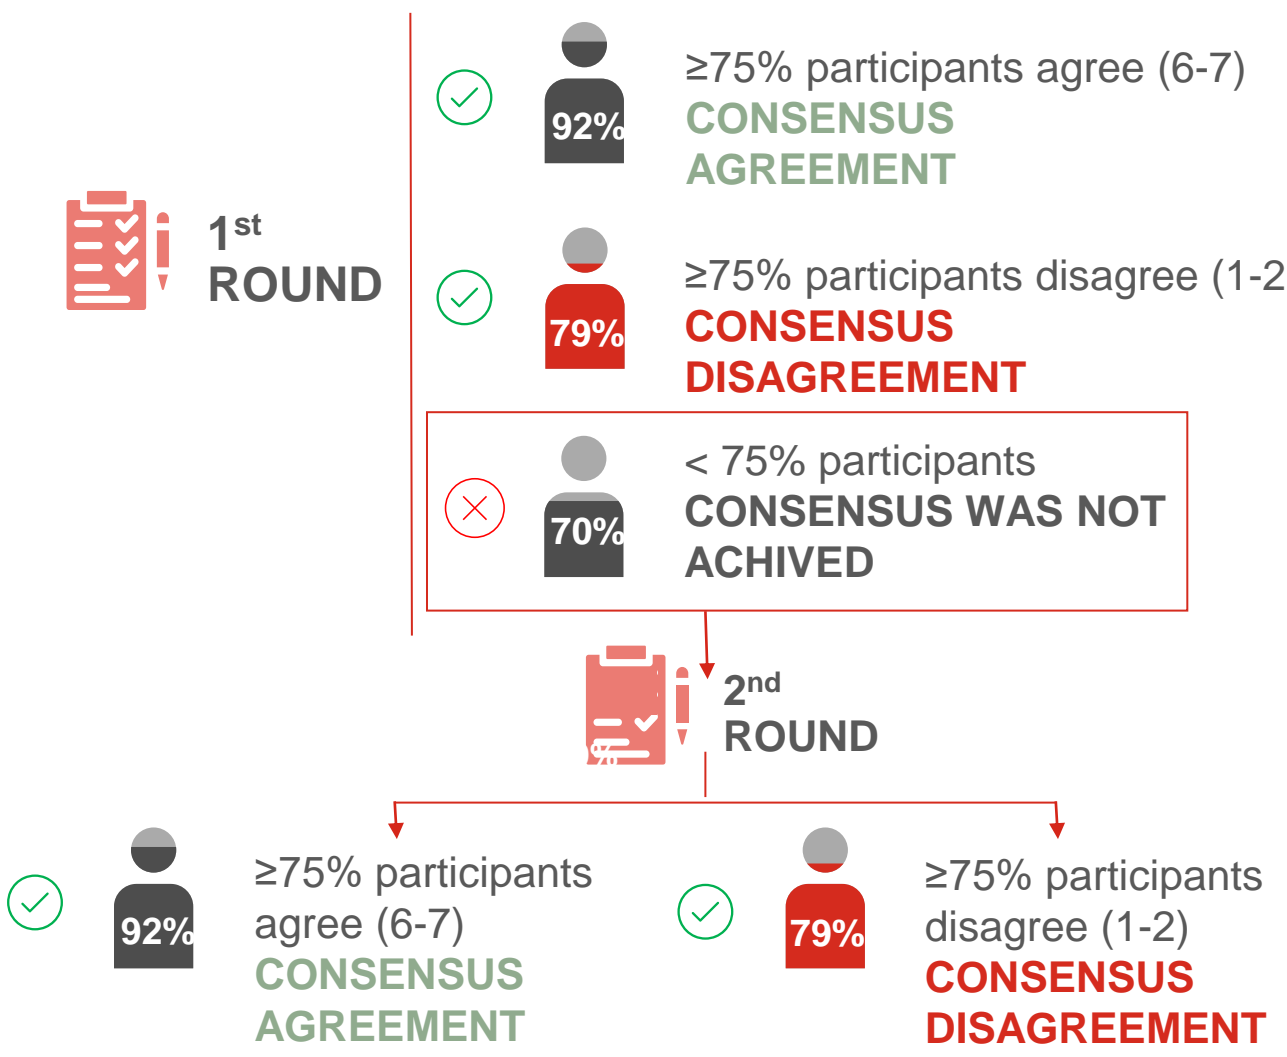 ≥75% participants agree (6-7)
CONSENSUS
AGREEMENT
92%
1st
ROUND
≥75% participants disagree (1-2
CONSENSUS
DISAGREEMENT
79%
< 75% participants
CONSENSUS WAS NOT
ACHIVED
70%
2nd
ROUND
≥75% participants
agree (6-7)
CONSENSUS
AGREEMENT
92%
≥75% participants
disagree (1-2)
CONSENSUS
DISAGREEMENT
79%